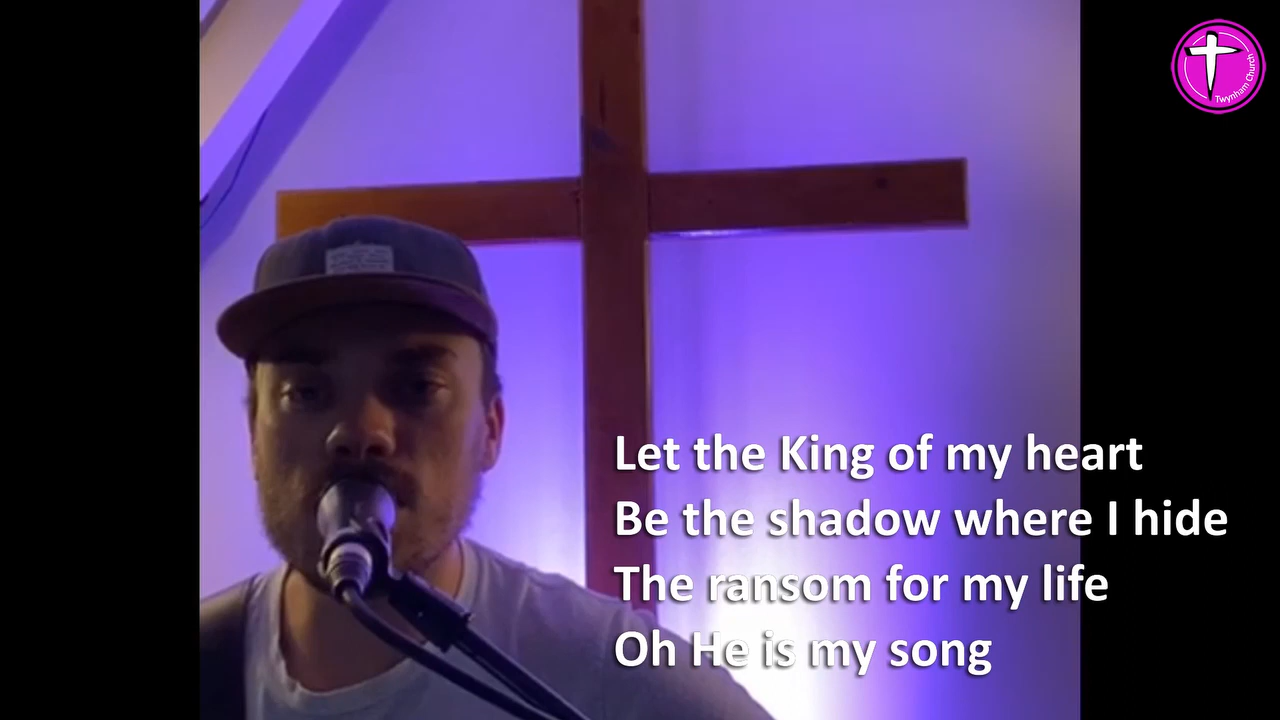 Twynham Church
Let the King of my heart
Be the shadow where I hide
The ransom for my life
Oh He is my song